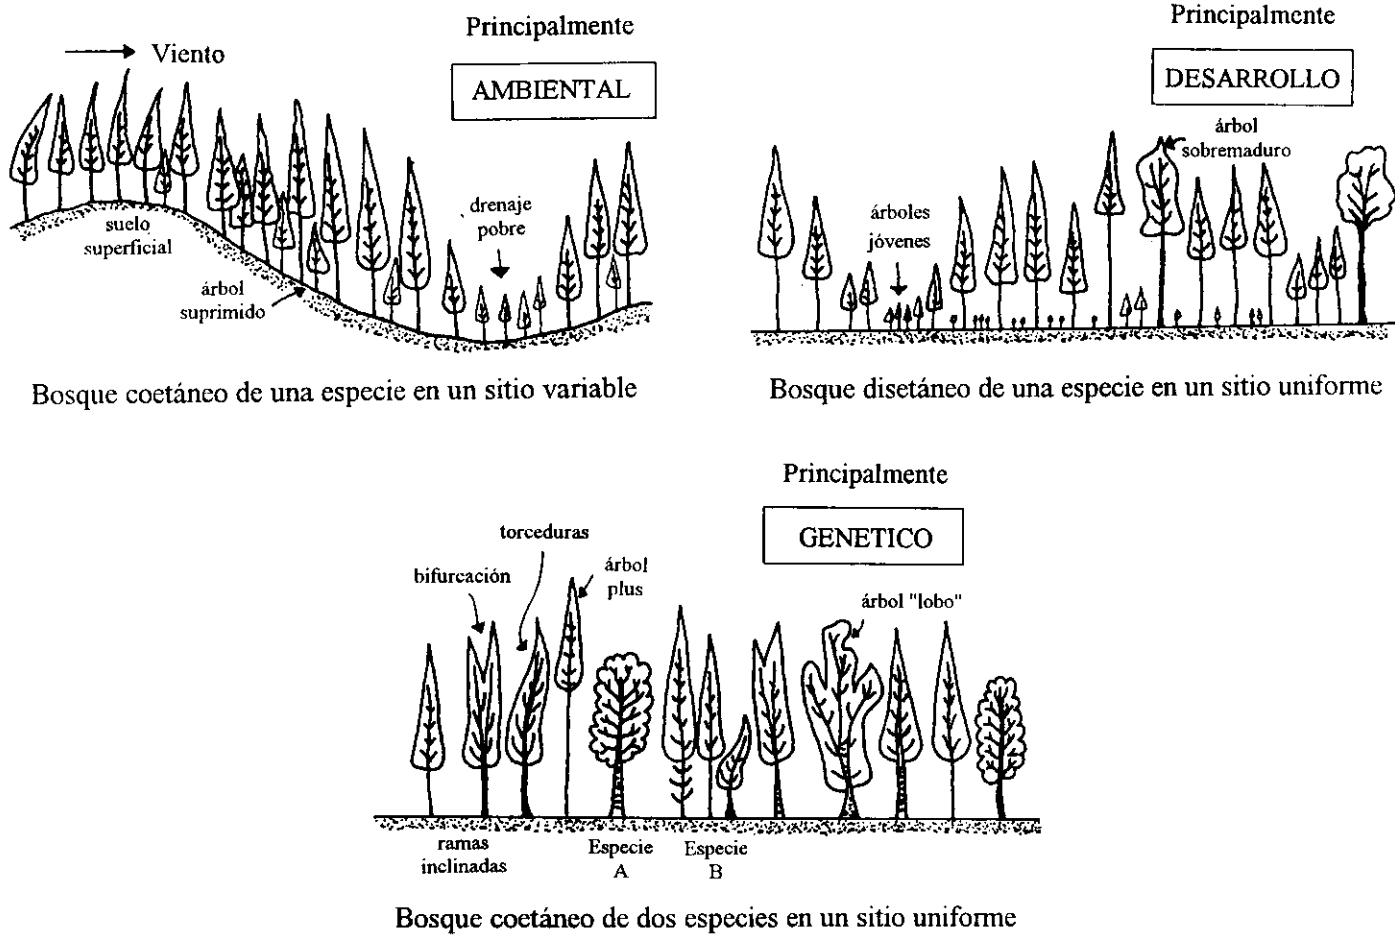 Principalmente
AMBIENTAL
Viento
suelo
superficial
árbol
suprimido
drenaje
pobre
Bosque coetáneo de una especie en un sitio variable
Principalmente
DESARROLLO
árbol
sobremaduro
árboles
jóvenes
Bosque disetáneo de una especie en un sitio uniforme
Principalmente
GENETICO
torceduras
bifurcación
árbol
plus
árbol "lobo"
ramas
inclinadas
Especie
A
Especie
B
Bosque coetáneo de dos especies en un sitio uniforme